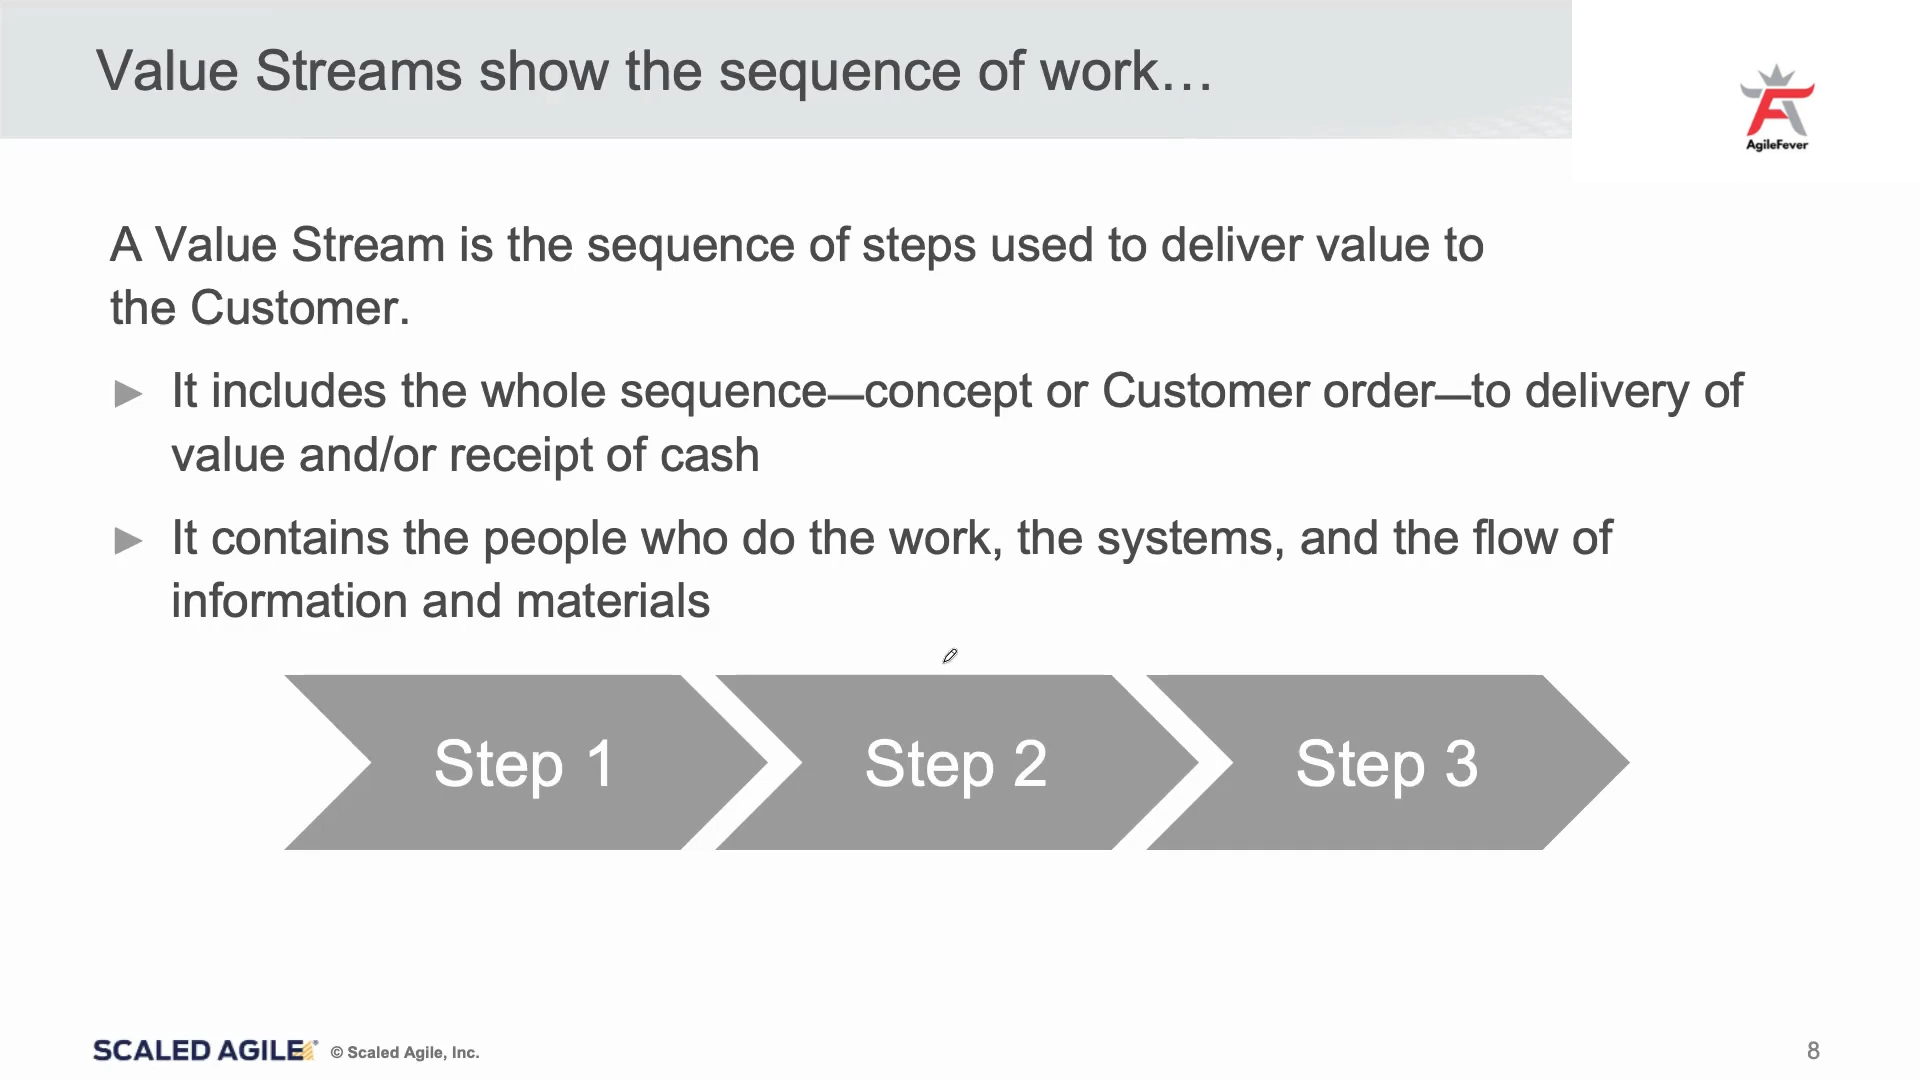 Value Streams show the sequence of work…
AgileFever
A Value Stream is the sequence of steps used to deliver value to
the Customer.
► It includes the whole sequence—concept or Customer order—to delivery of
value and/or receipt of cash
► It contains the people who do the work, the systems, and the flow of
information and materials
Step 1
Step 2
Step 3
SCALED AGILE® © Scaled Agile, Inc.
8